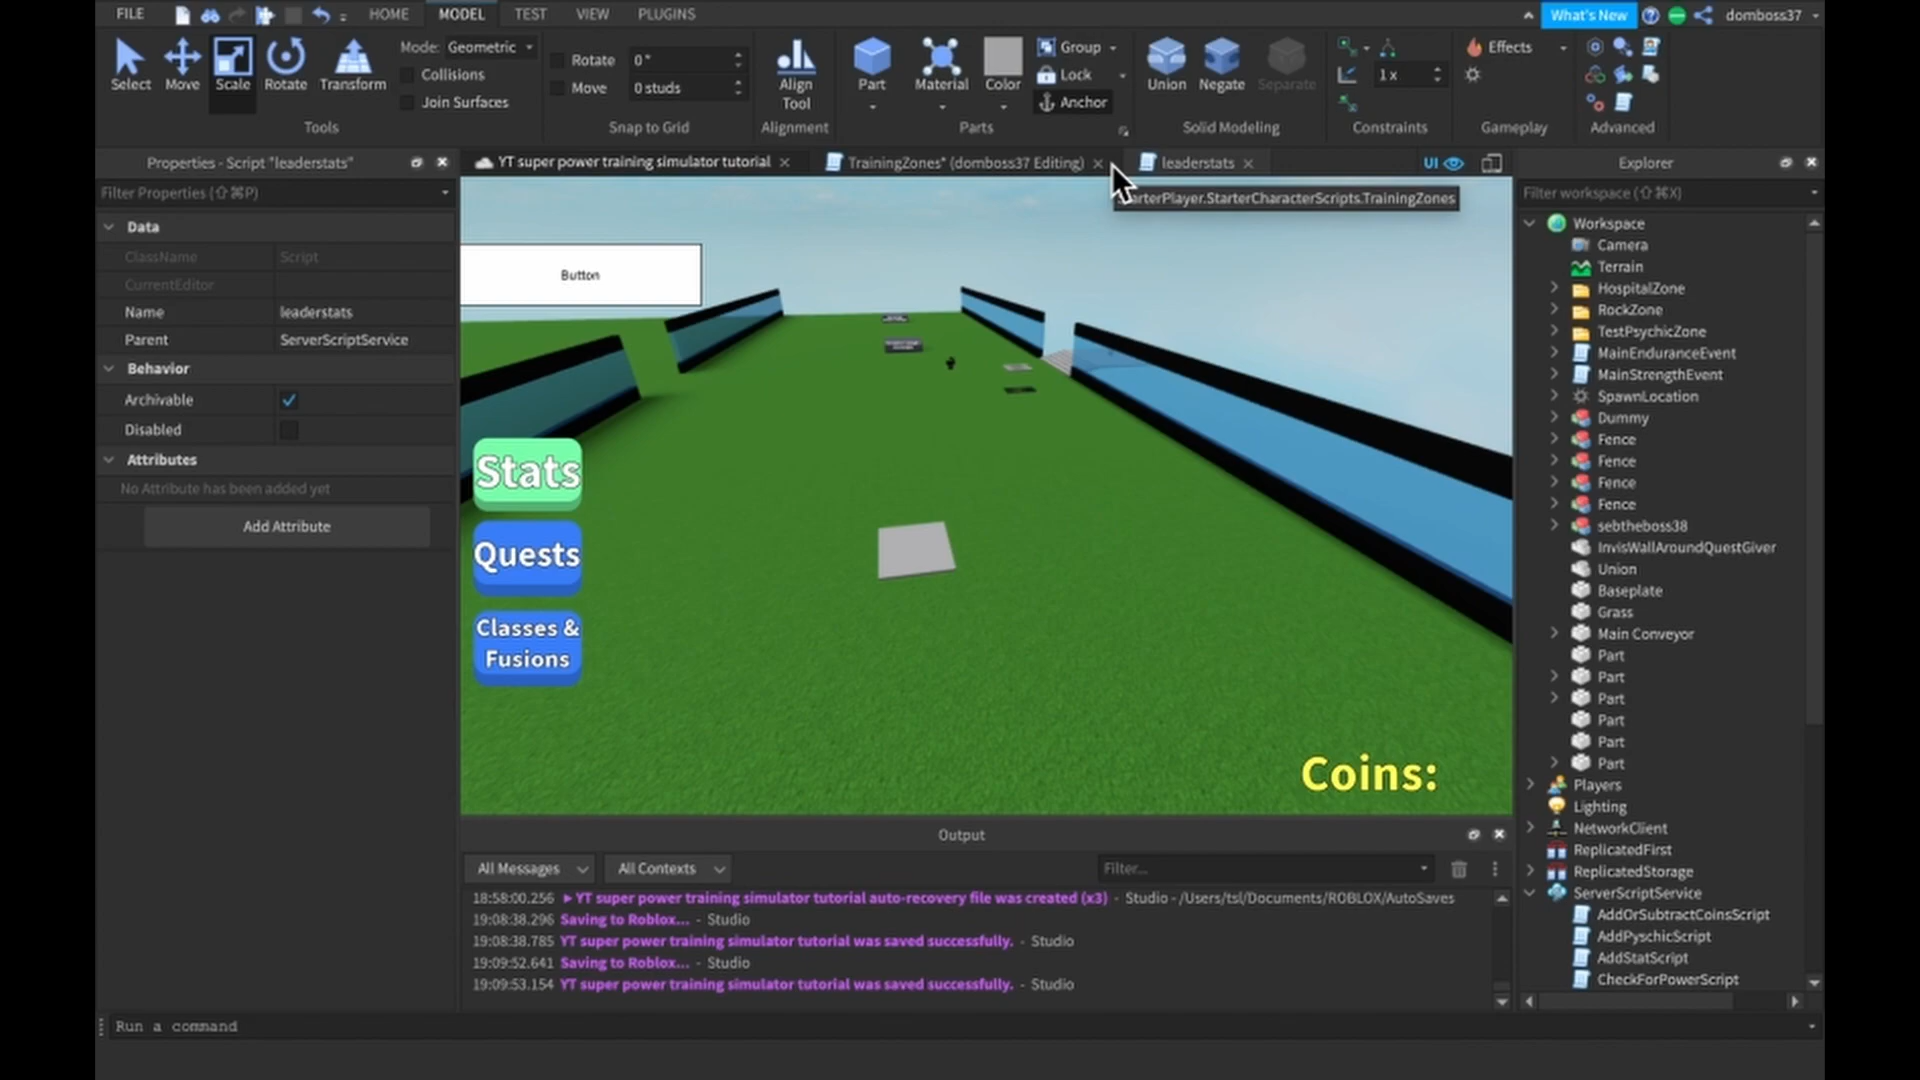 FILE
HOME
MODEL
TEST
VIEW
PLUGINS
What's New
domboss37
Select
Move
Scale
Rotate
Transform
Mode: Geometric
Collisions
Join Surfaces
Tools
Rotate
0 °
Move
0 studs
Snap to Grid
Align
Tool
Alignment
Part
Material
Color
Group
Lock
Anchor
Parts
Union
Negate
Separate
Solid Modeling
1 x
Constraints
Effects
Gameplay
Advanced
Properties - Script "leaderstats"
YT super power training simulator tutorial
TrainingZones* (domboss37 Editing)
leaderstats
UI
Explorer
Filter Properties (⇧⌘P)
Data
ClassName Script
CurrentEditor
Name leaderstats
Parent ServerScriptService
Behavior
Archivable
Disabled
Attributes
No Attribute has been added yet
Add Attribute
arterPlayer.StarterCharacterScripts.TrainingZones
Button
Stats
Quests
Classes &
Fusions
Coins:
Filter workspace (⇧⌘X)
Workspace
Camera
Terrain
HospitalZone
RockZone
TestPsychicZone
MainEnduranceEvent
MainStrengthEvent
SpawnLocation
Dummy
Fence
Fence
Fence
Fence
sebtheboss38
InvisWallAroundQuestGiver
Union
Baseplate
Grass
Main Conveyor
Part
Part
Part
Part
Part
Part
Players
Lighting
NetworkClient
ReplicatedFirst
ReplicatedStorage
ServerScriptService
AddOrSubtractCoinsScript
AddPyschicScript
AddStatScript
CheckForPowerScript
Output
All Messages
All Contexts
Filter...
18:58:00.256 ▸ YT super power training simulator tutorial auto-recovery file was created (x3) - Studio - /Users/tsl/Documents/ROBLOX/AutoSaves
19:08:38.296 Saving to Roblox... - Studio
19:08:38.785 YT super power training simulator tutorial was saved successfully. - Studio
19:09:52.641 Saving to Roblox... - Studio
19:09:53.154 YT super power training simulator tutorial was saved successfully. - Studio
Run a command